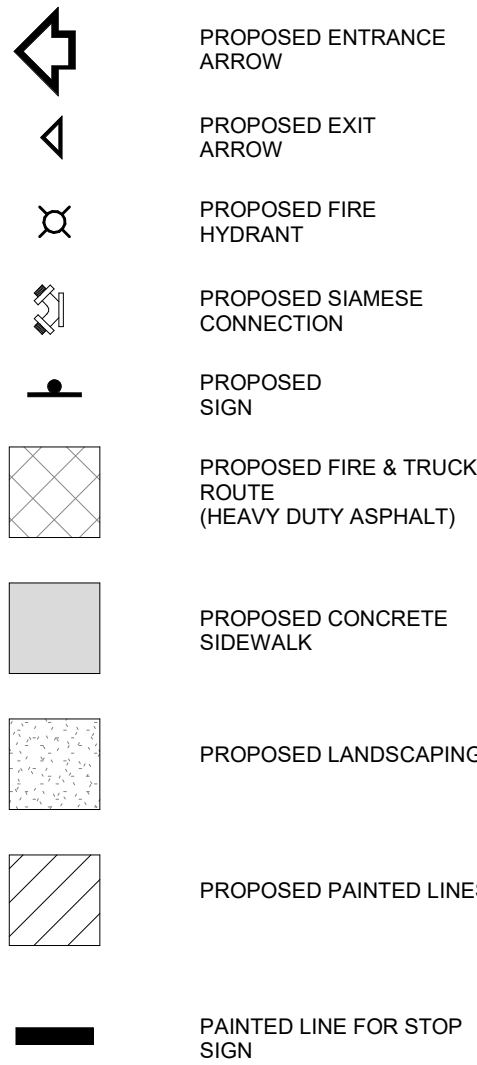 PROPOSED ENTRANCE
ARROW
PROPOSED EXIT
ARROW
PROPOSED FIRE
HYDRANT
PROPOSED SIAMESE
CONNECTION
PROPOSED
SIGN
PROPOSED FIRE & TRUCK
ROUTE
(HEAVY DUTY ASPHALT)
PROPOSED CONCRETE
SIDEWALK
PROPOSED LANDSCAPING
PROPOSED PAINTED LINES
PAINTED LINE FOR STOP
SIGN